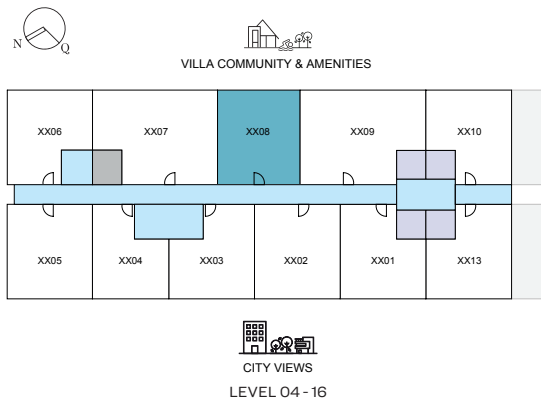 N
Q
VILLA COMMUNITY & AMENITIES
XX06 XX07 XX08 XX09 XX10
XX05 XX04 XX03 XX02 XX01 XX13
CITY VIEWS
LEVEL 04 - 16